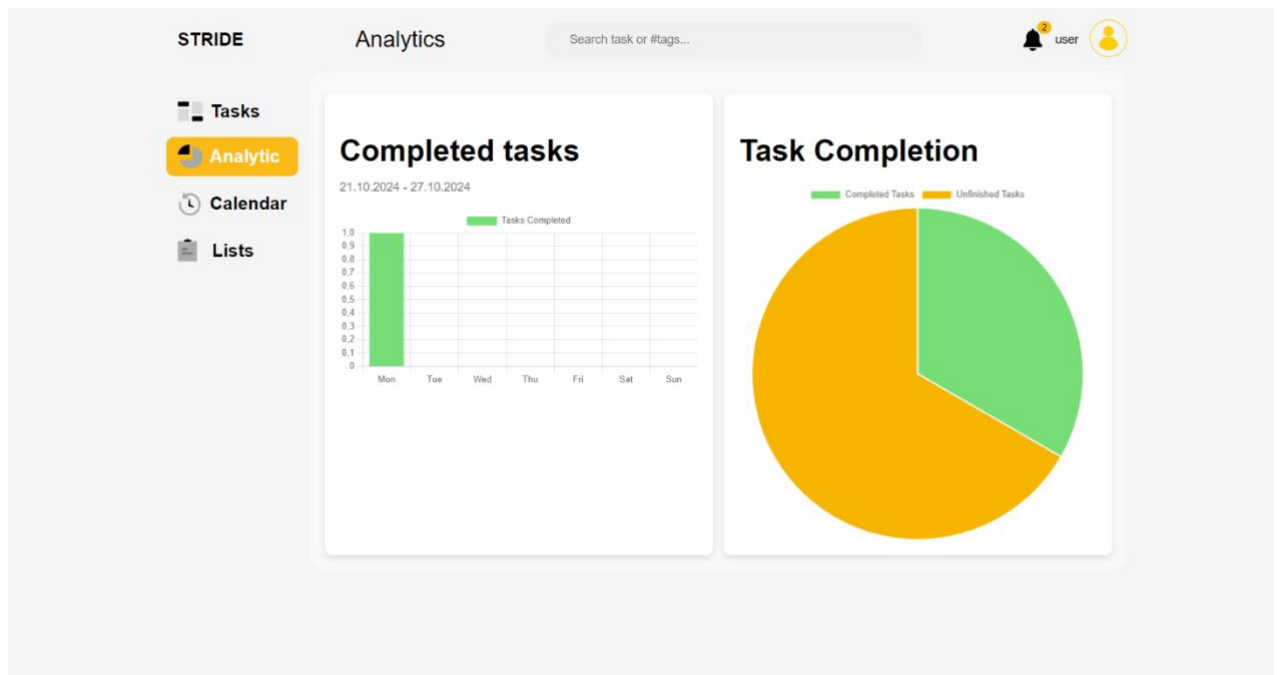 STRIDE
Analytics
Search task or #tags...
2
user
Tasks
Analytic
Calendar
Lists
Completed tasks
21.10.2024 - 27.10.2024
Tasks Completed
1,0
0,9
0,8
0,7
0,6
0,5
0,4
0,3
0,2
0,1
0
Mon Tue Wed Thu Fri Sat Sun
Task Completion
Completed Tasks Unfinished Tasks